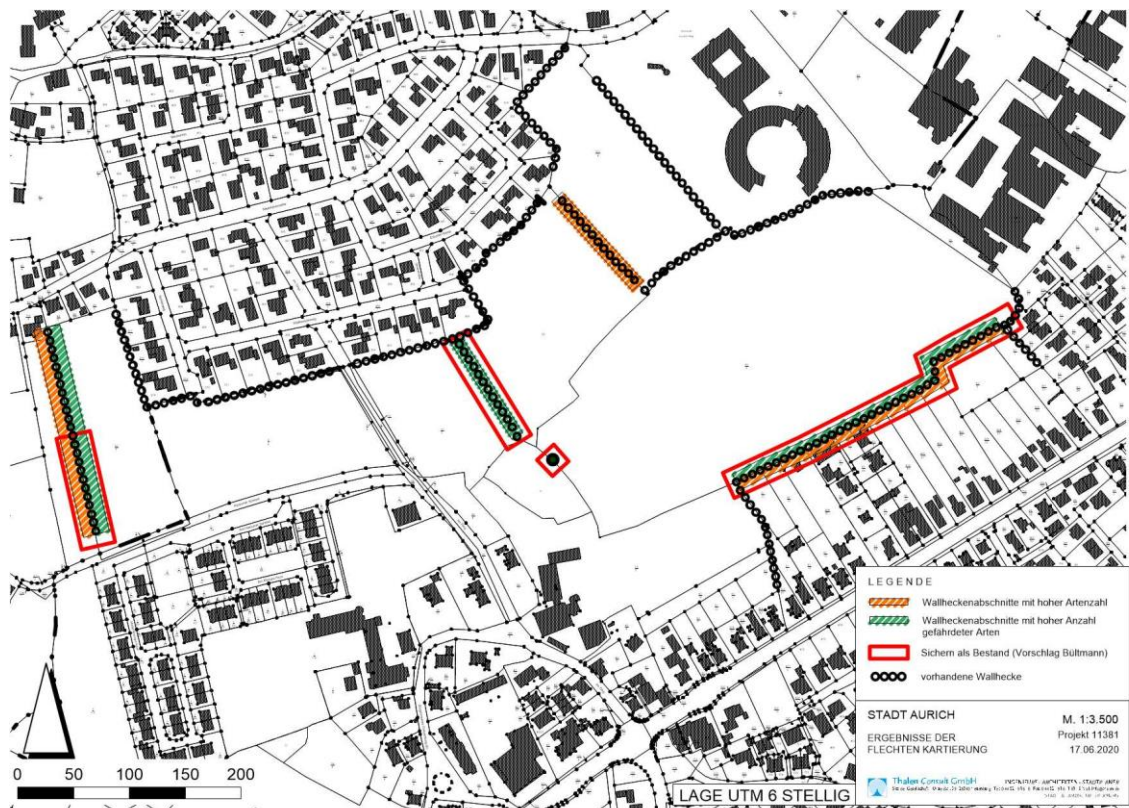 LEGENDE
Wallheckenabschnitte mit hoher Artenzahl
Wallheckenabschnitte mit hoher Anzahl
gefährdeter Arten
Sichern als Bestand (Vorschlag Bültmann)
vorhandene Wallhecke
STADT AURICH
M. 1:3.500
ERGEBNISSE DER
Projekt 11381
FLECHTEN KARTIERUNG
17.06.2020
Thalen Consult GmbH
0 50 100 150 200
LAGE UTM 6 STELLIG